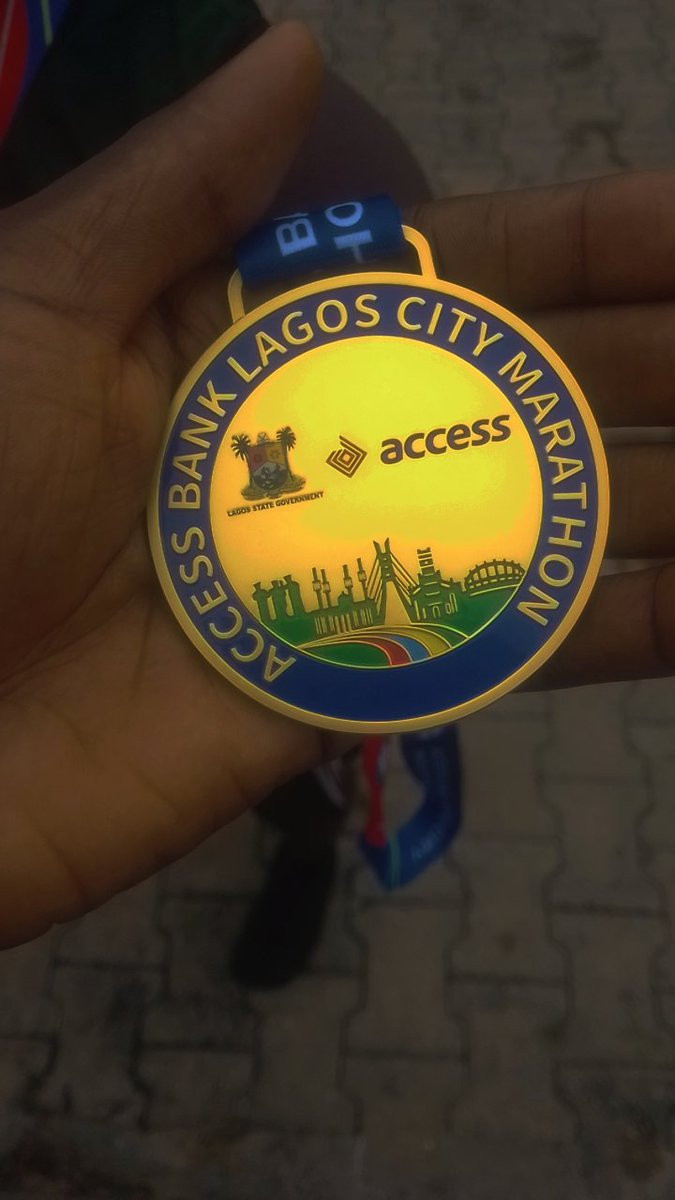 ACCESS BANK LAGOS CITY MARATHON
access
LAGOS STATE GOVERNMENT